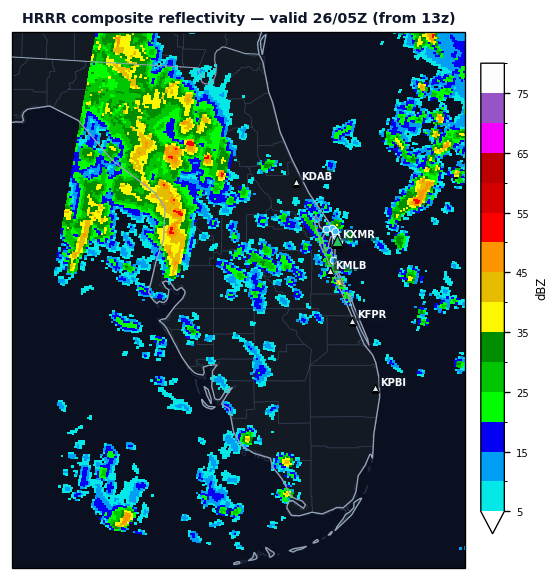 HRRR composite reflectivity — valid 26/05Z (from 13z)
KDAB
KXMR
KMLB
KFPR
KPBI
75
65
55
45
35
25
15
5
dBZ